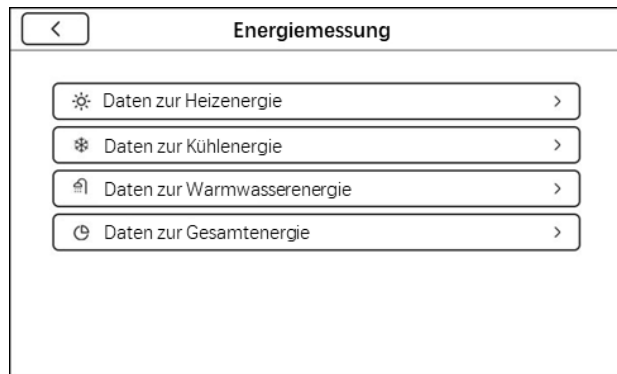 Energiemessung
Daten zur Heizenergie
Daten zur Kühlenergie
Daten zur Warmwasserenergie
Daten zur Gesamtenergie